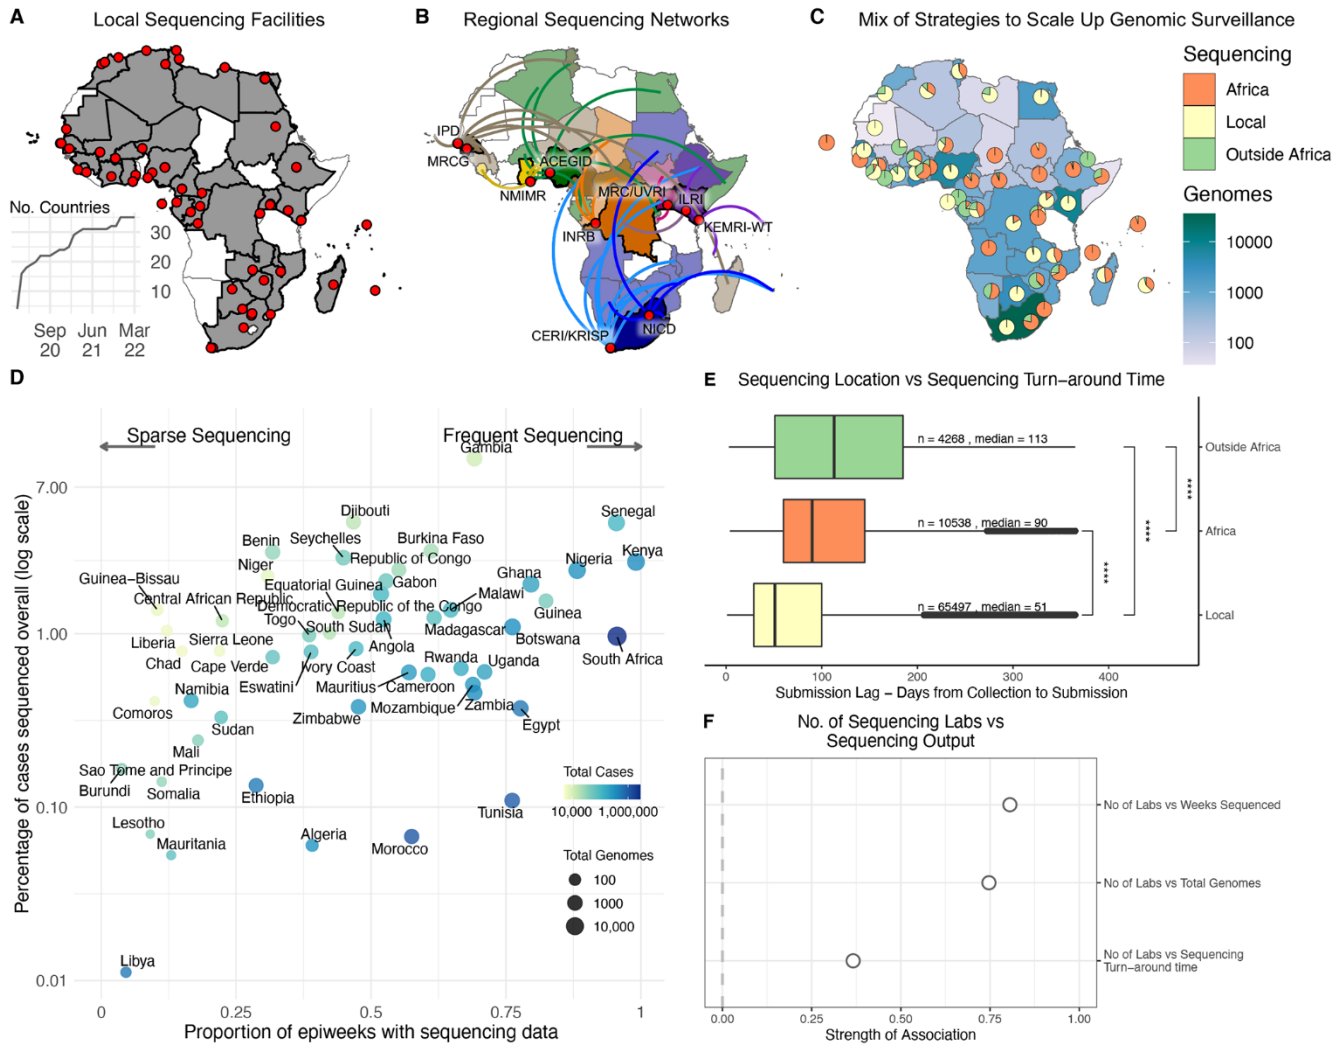 A Local Sequencing Facilities
No. Countries
30
20
10
Sep 20
Jun 21
Mar 22
B Regional Sequencing Networks
IPD
MRCG
NMIMR
ACEGID
MRC/UVRI
ILRI
INRB
KEMRI-WT
CERI/KRISP
NICD
C Mix of Strategies to Scale Up Genomic Surveillance
Sequencing
Africa
Local
Outside Africa
Genomes
10000
1000
100
D
Sparse Sequencing
Frequent Sequencing
Percentage of cases sequenced overall (log scale)
7.00
1.00
0.10
0.01
Gambia
Djibouti
Senegal
Seychelles
Burkina Faso
Benin
Republic of Congo
Nigeria
Kenya
Niger
Guinea-Bissau
Equatorial Guinea
Gabon
Ghana
Malawi
Central African Republic
Democratic Republic of the Congo
Guinea
Togo
South Sudan
Madagascar
Botswana
Liberia
Sierra Leone
Angola
South Africa
Chad
Cape Verde
Ivory Coast
Rwanda
Uganda
Eswatini
Mauritius
Cameroon
Namibia
Mozambique
Zambia
Comoros
Zimbabwe
Egypt
Sudan
Mali
Sao Tome and Principe
Burundi
Somalia
Ethiopia
Tunisia
Lesotho
Mauritania
Algeria
Morocco
Libya
Total Cases
10,000
1,000,000
Total Genomes
100
1000
10,000
0
0.25
0.5
0.75
1
Proportion of epiweeks with sequencing data
E Sequencing Location vs Sequencing Turn-around Time
n = 4268 , median = 113
Outside Africa
n = 10538 , median = 90
Africa
n = 65497 , median = 51
Local
****
****
****
0
100
200
300
400
Submission Lag - Days from Collection to Submission
F No. of Sequencing Labs vs
Sequencing Output
No of Labs vs Weeks Sequenced
No of Labs vs Total Genomes
No of Labs vs Sequencing
Turn-around time
0.00
0.25
0.50
0.75
1.00
Strength of Association